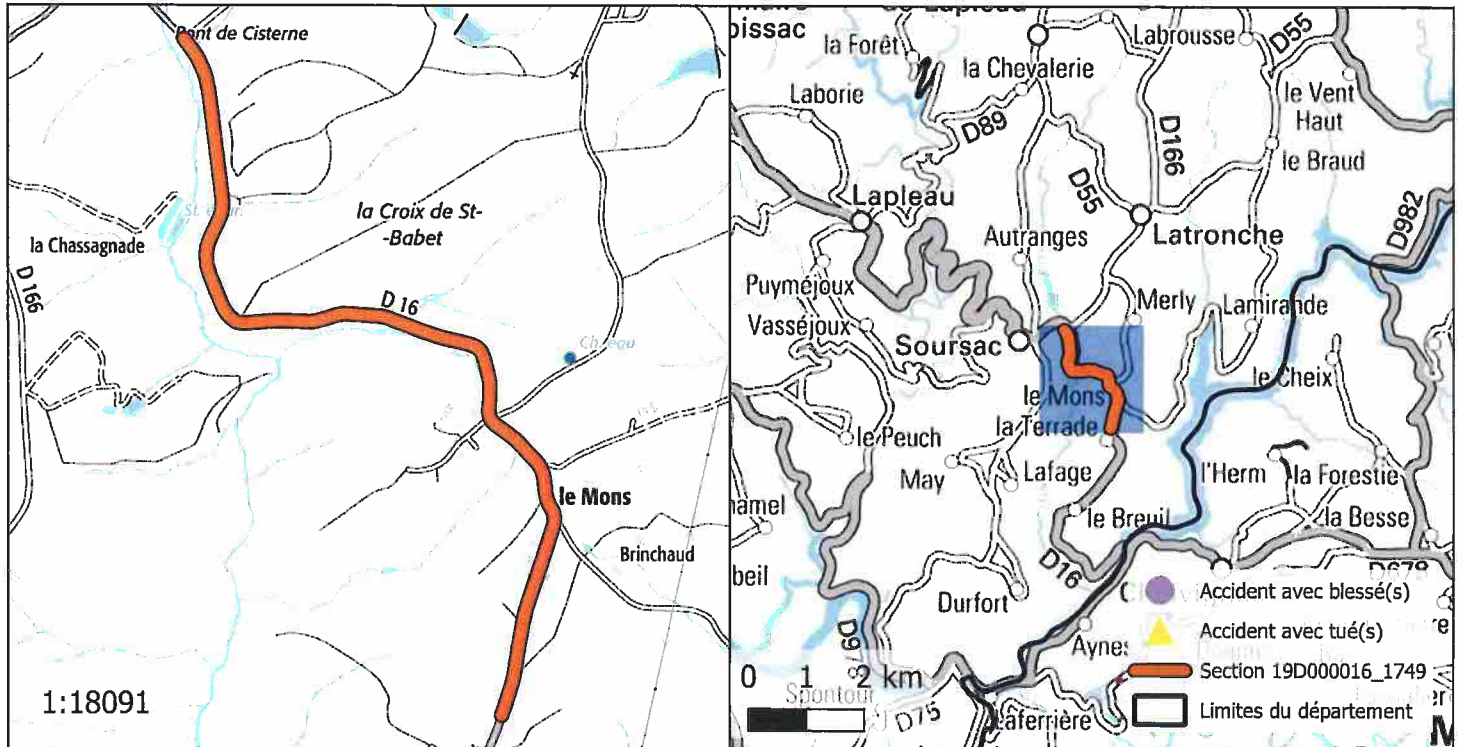 Pont de Cisterne
la Chassagnade
la Croix de St-
-Babet
D 166
D 16
le Mons
Brinchaud
1:18091
de Lapleau
la Forêt
la Chevalerie
Labrousse
D55
Laborie
D89
D166
le Vent
Haut
le Braud
D55
Lapleau
Latronche
D982
Autranges
Puyméjoux
Merly
Lamirande
Vasséjoux
Soursac
le Cheix
le Mons
la Terrade
le Peuch
May
Lafage
l'Herm
la Forestie
le Breuil
la Besse
D16
D678
Durfort
Accident avec blessé(s)
Accident avec tué(s)
0 1 2 km
Section 19D000016_1749
Spontour
D75
Laferrière
Limites du département